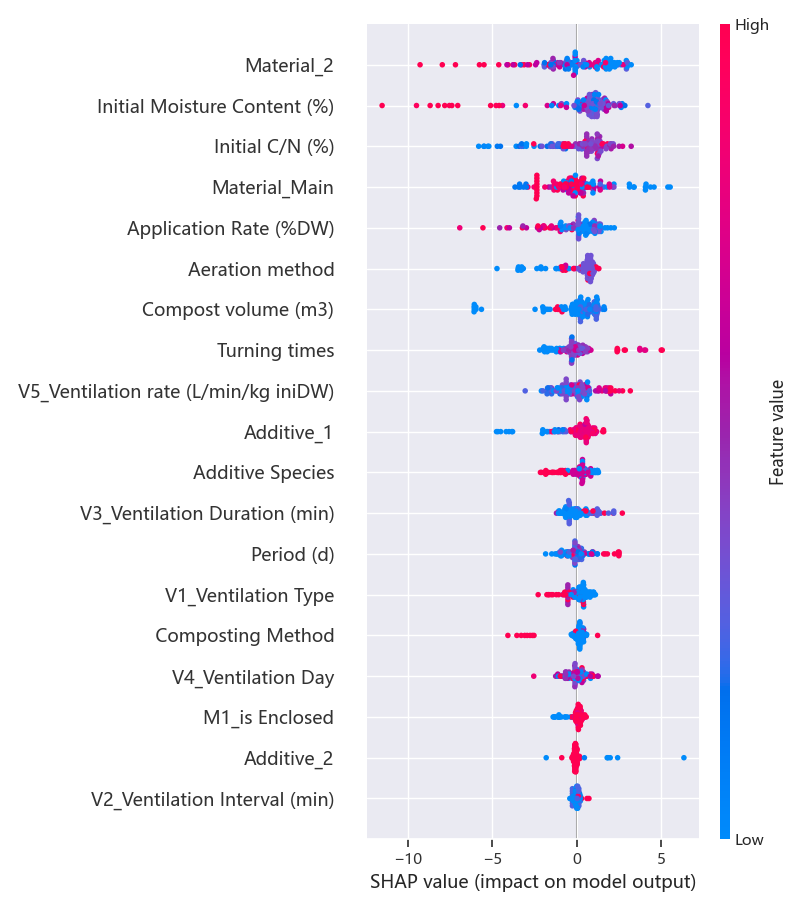 High
Material_2
Initial Moisture Content (%)
Initial C/N (%)
Material_Main
Application Rate (%DW)
Aeration method
Compost volume (m3)
Turning times
V5_Ventilation rate (L/min/kg iniDW)
Additive_1
Additive Species
V3_Ventilation Duration (min)
Period (d)
V1_Ventilation Type
Composting Method
V4_Ventilation Day
M1_is Enclosed
Additive_2
V2_Ventilation Interval (min)
Feature value
Low
−10 −5 0 5
SHAP value (impact on model output)